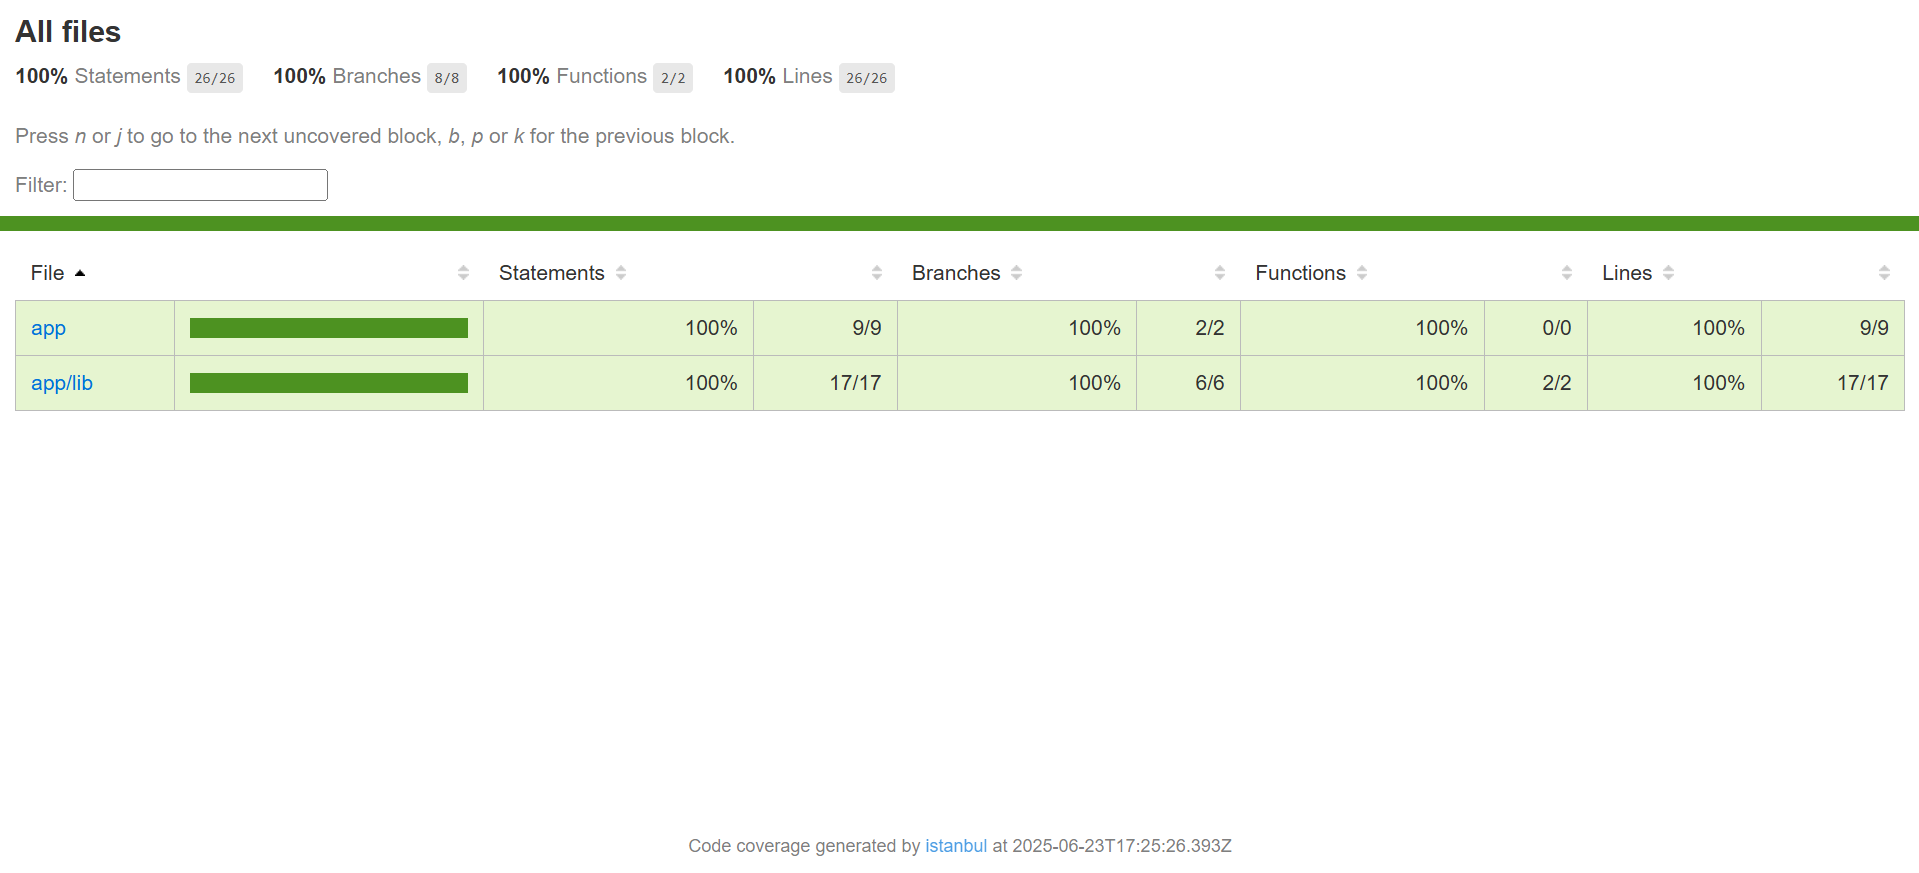 All files
100% Statements 26/26 100% Branches 8/8 100% Functions 2/2 100% Lines 26/26
Press n or j to go to the next uncovered block, b, p or k for the previous block.
Filter:
File Statements Branches Functions Lines
app 100% 9/9 100% 2/2 100% 0/0 100% 9/9
app/lib 100% 17/17 100% 6/6 100% 2/2 100% 17/17
Code coverage generated by istanbul at 2025-06-23T17:25:26.393Z